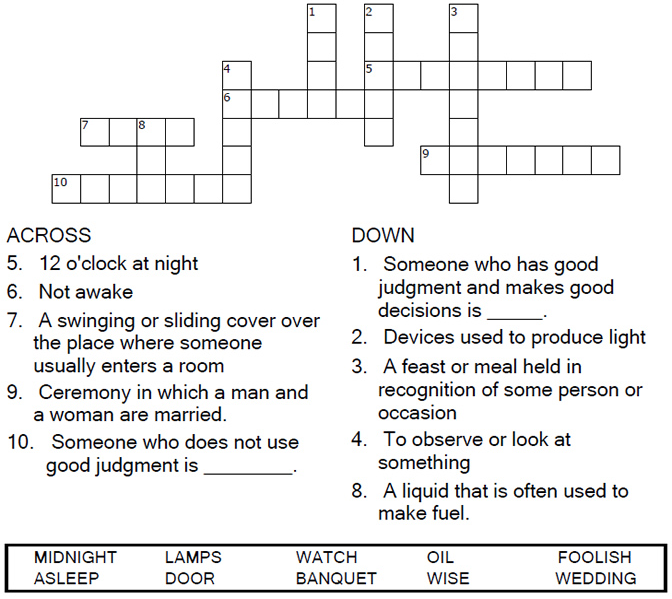 1 2 3
4 5
6
7 8
9
10
ACROSS
5. 12 o'clock at night
6. Not awake
7. A swinging or sliding cover over
the place where someone
usually enters a room
9. Ceremony in which a man and
a woman are married.
10. Someone who does not use
good judgment is _________.
DOWN
1. Someone who has good
judgment and makes good
decisions is ______.
2. Devices used to produce light
3. A feast or meal held in
recognition of some person or
occasion
4. To observe or look at
something
8. A liquid that is often used to
make fuel.
MIDNIGHT LAMPS WATCH OIL FOOLISH
ASLEEP DOOR BANQUET WISE WEDDING